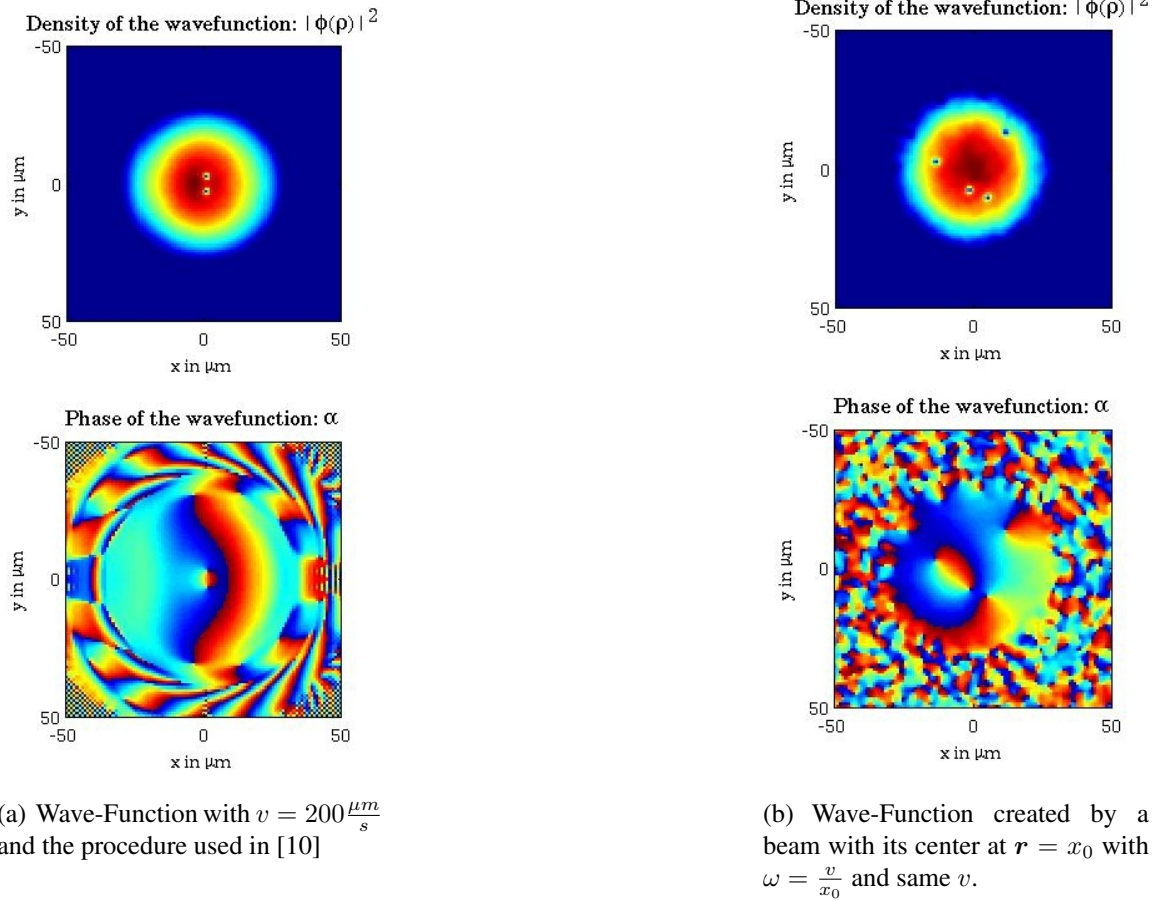 Density of the wavefunction: |ϕ(ρ)|²
-50
0
50
y in μm
-50 0 50
x in μm
Phase of the wavefunction: α
-50
0
50
y in μm
-50 0 50
x in μm
(a) Wave-Function with v = 200 μm/s
and the procedure used in [10]
Density of the wavefunction: |ϕ(ρ)|²
-50
0
50
y in μm
-50 0 50
x in μm
Phase of the wavefunction: α
-50
0
50
y in μm
-50 0 50
x in μm
(b) Wave-Function created by a
beam with its center at r = x₀ with
ω = v/x₀ and same v.